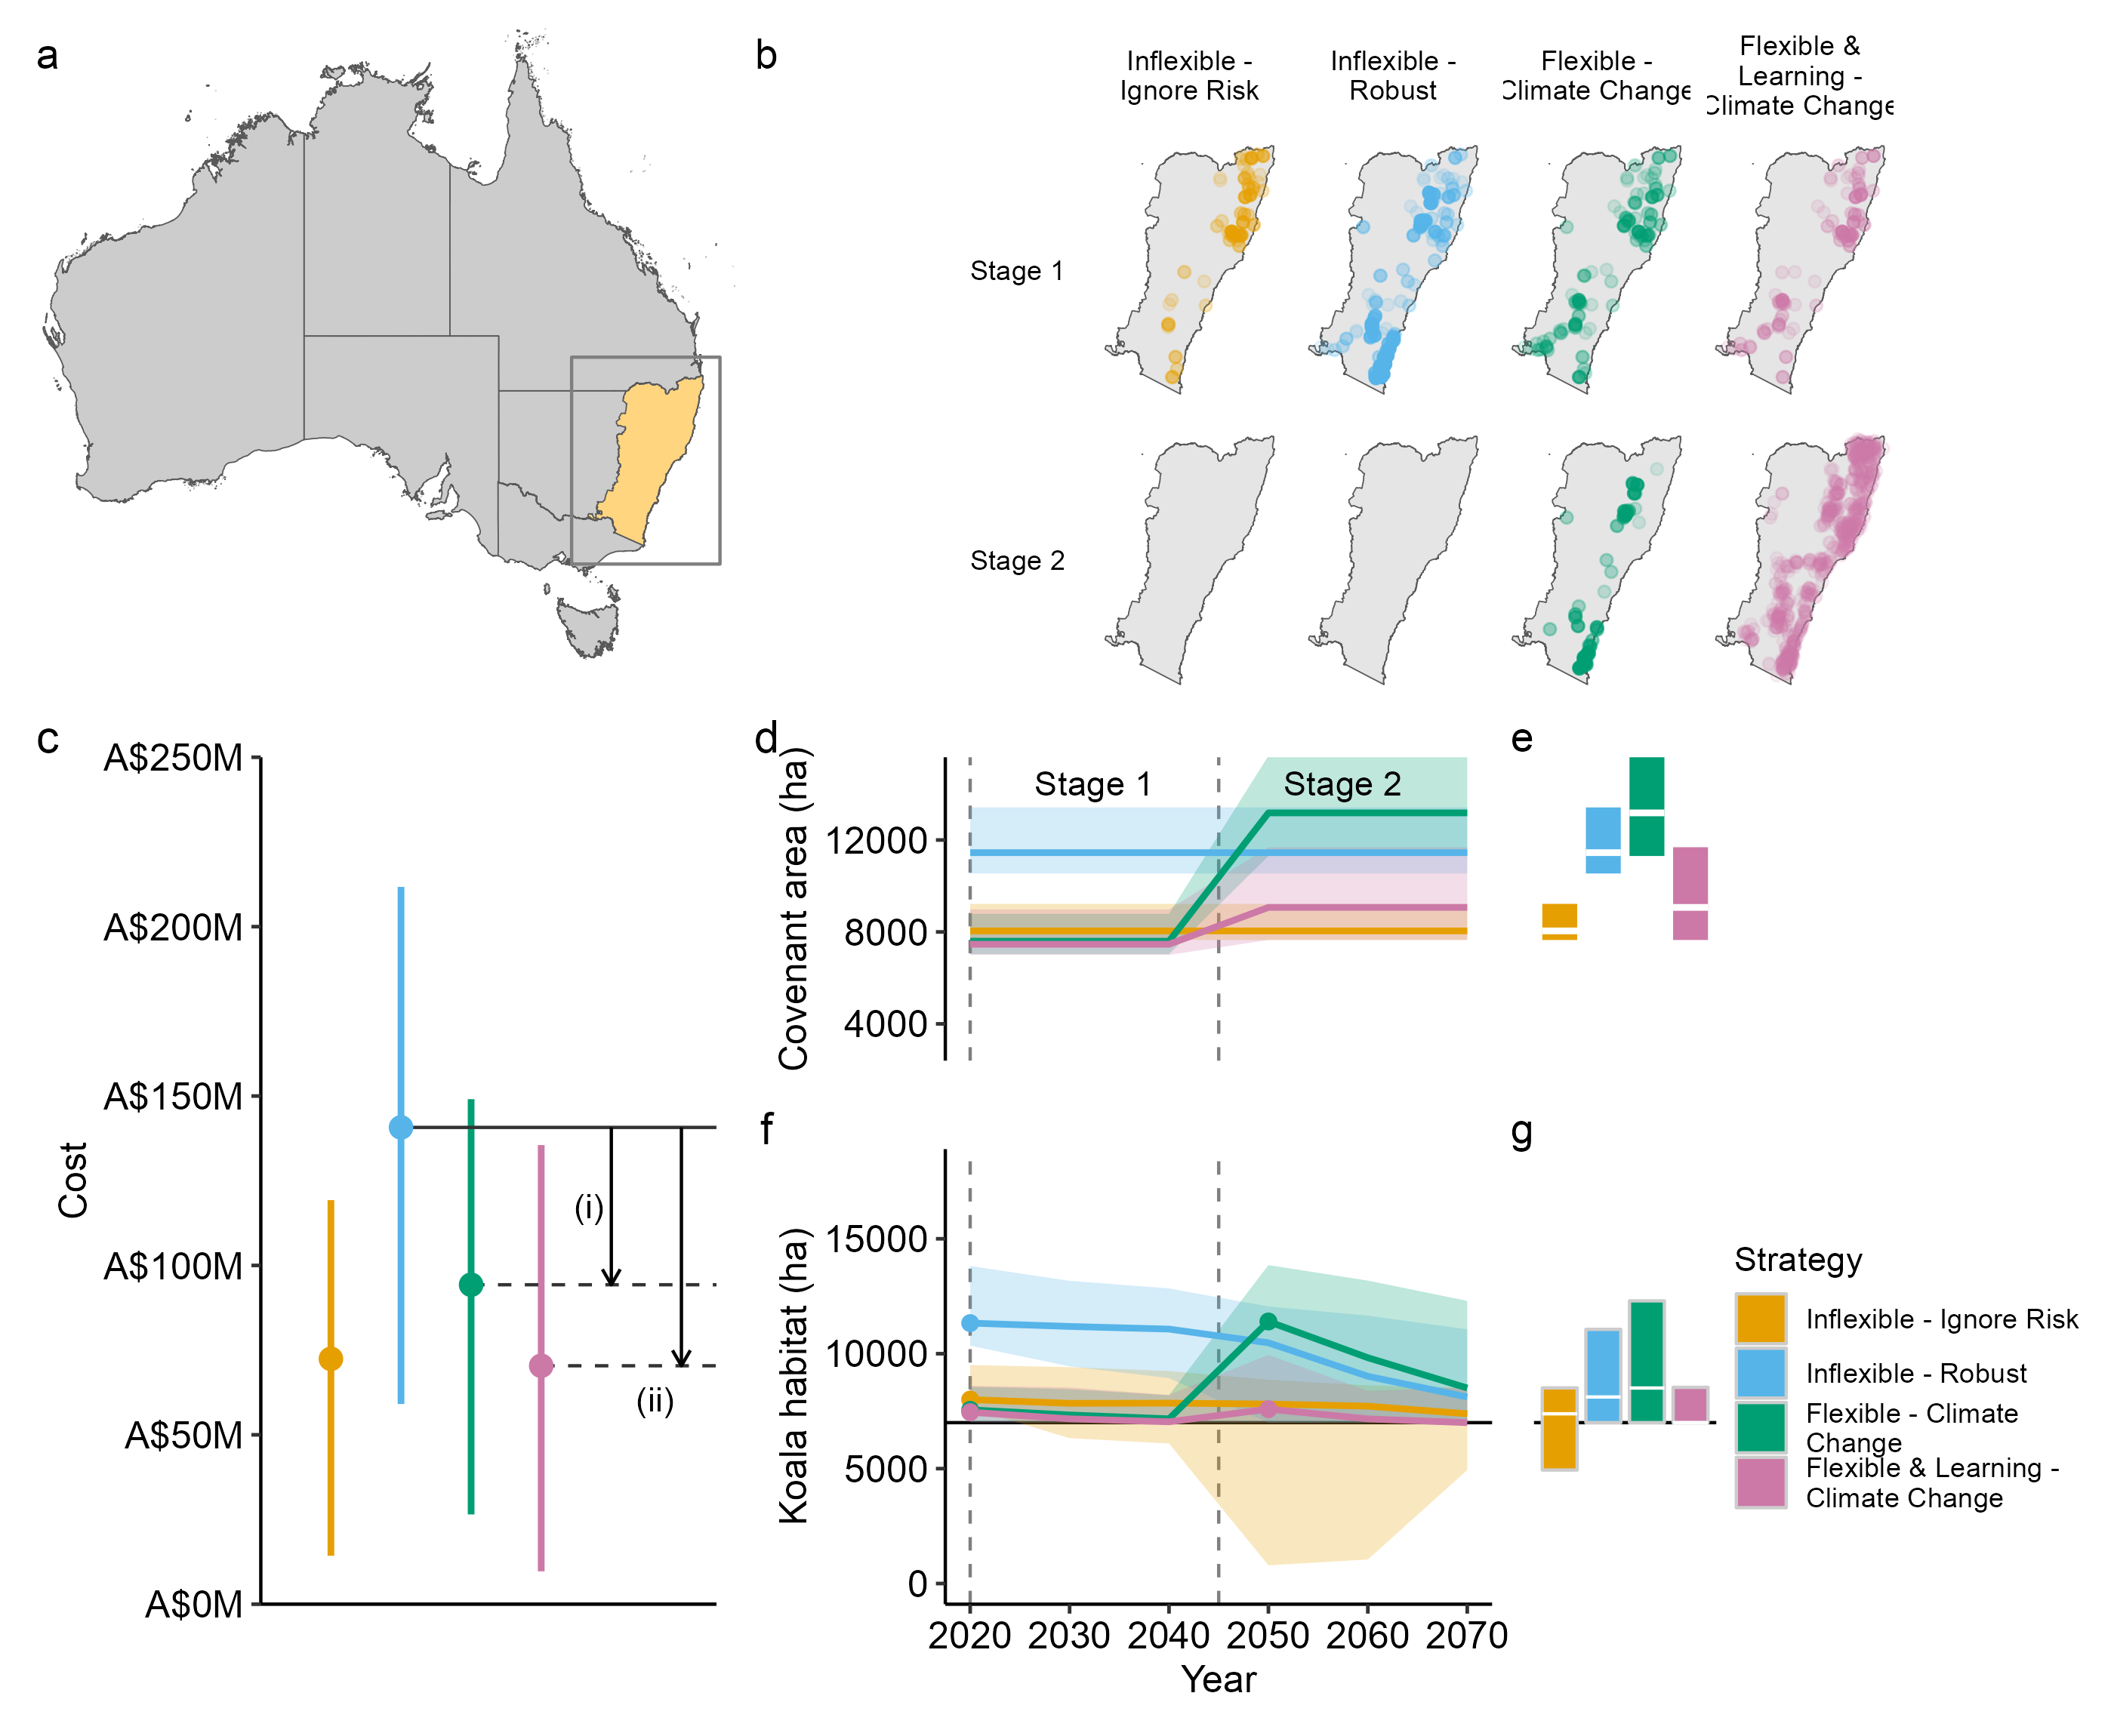 a
b
Inflexible -
Ignore Risk
Inflexible -
Robust
Flexible -
Climate Change
Flexible &
Learning -
Climate Change
Stage 1
Stage 2
c
A$250M
A$200M
A$150M
A$100M
A$50M
A$0M
Cost
(i)
(ii)
d
Covenant area (ha)
12000
8000
4000
Stage 1
Stage 2
e
f
Koala habitat (ha)
15000
10000
5000
0
2020
2030
2040
2050
2060
2070
Year
g
Strategy
Inflexible - Ignore Risk
Inflexible - Robust
Flexible - Climate
Change
Flexible & Learning -
Climate Change